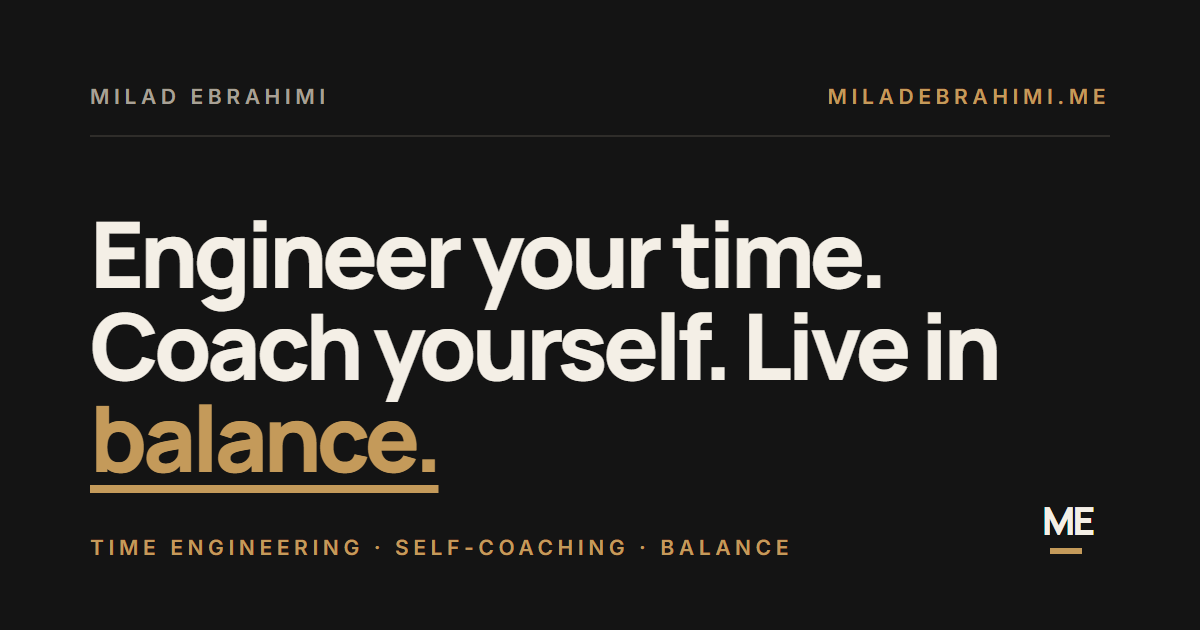 MILAD EBRAHIMI
MILADEBRAHIMI.ME
Engineer your time.
Coach yourself. Live in
balance.
ME
TIME ENGINEERING · SELF-COACHING · BALANCE